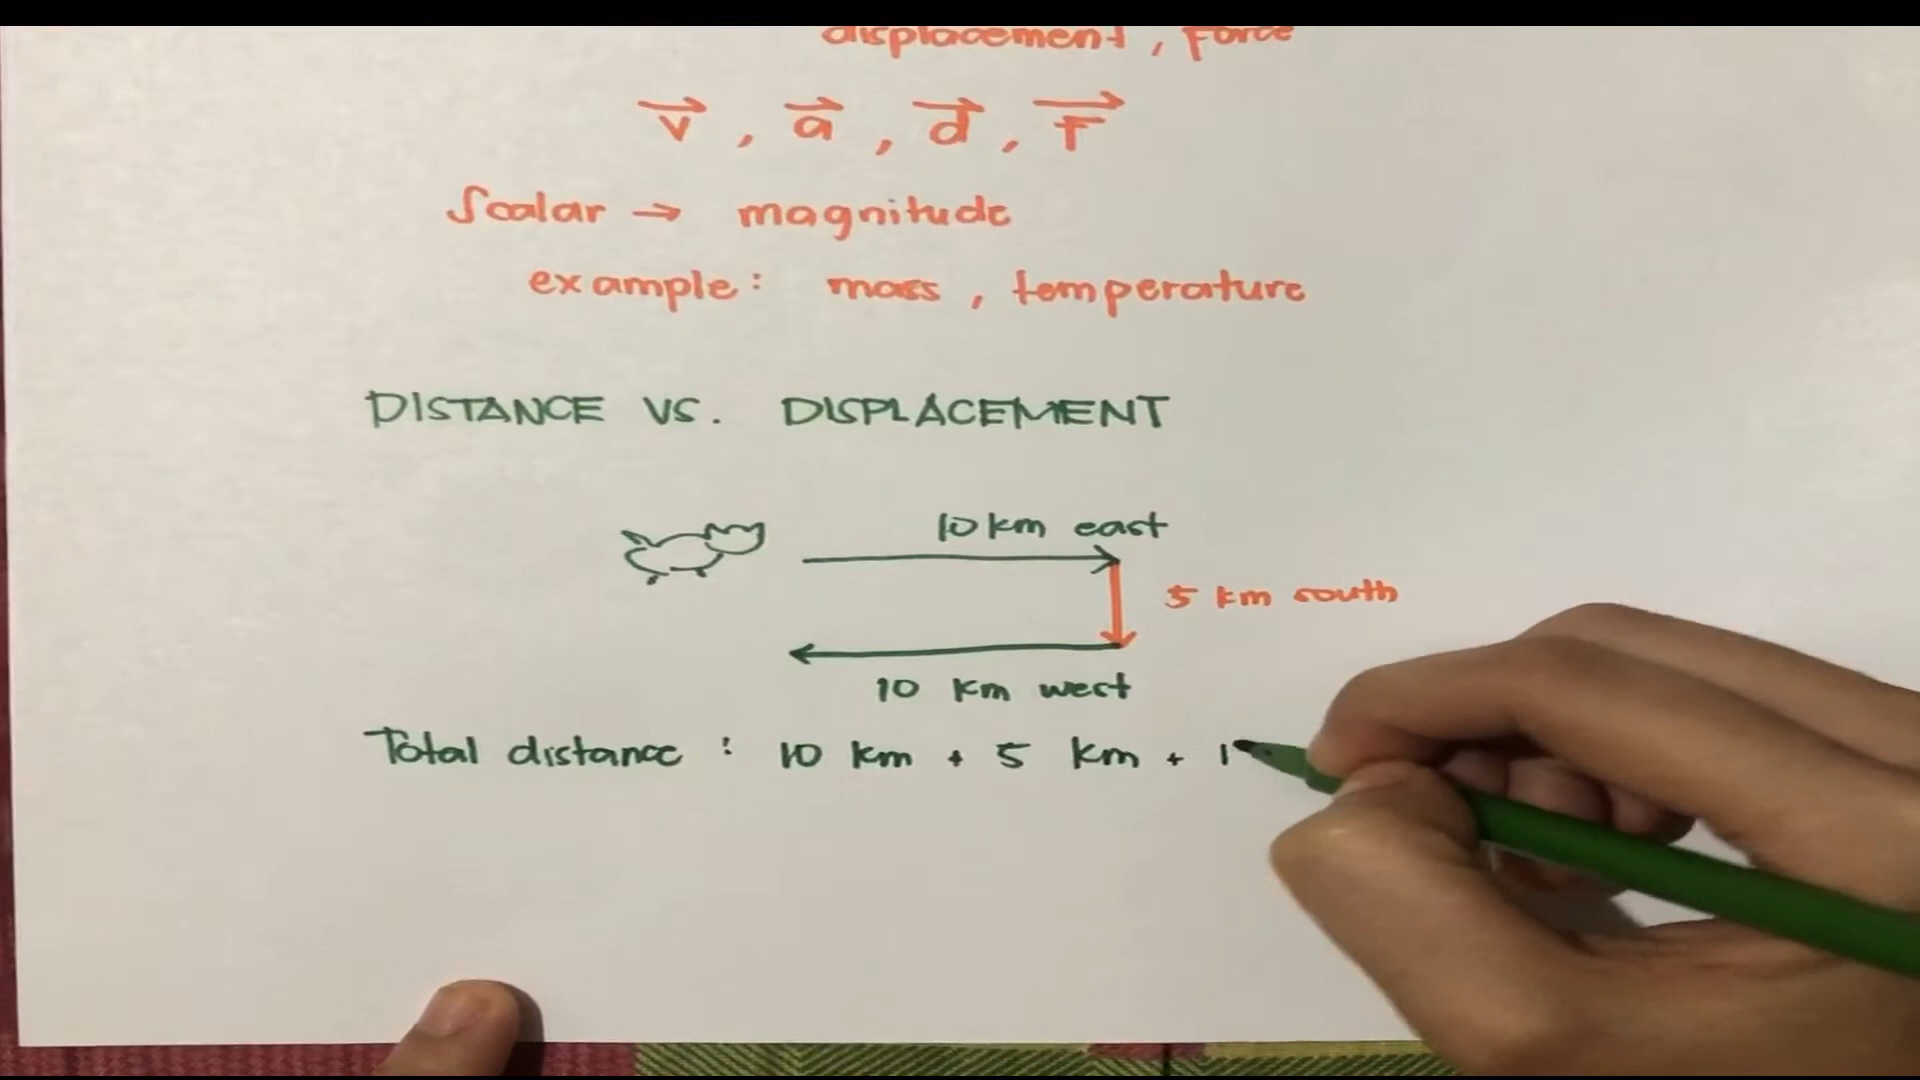 displacement, Force
v, a, d, F
Scalar → magnitude
example: mass, temperature
DISTANCE VS. DISPLACEMENT
10 km east
5 km south
10 km west
Total distance: 10 km + 5 km + 1